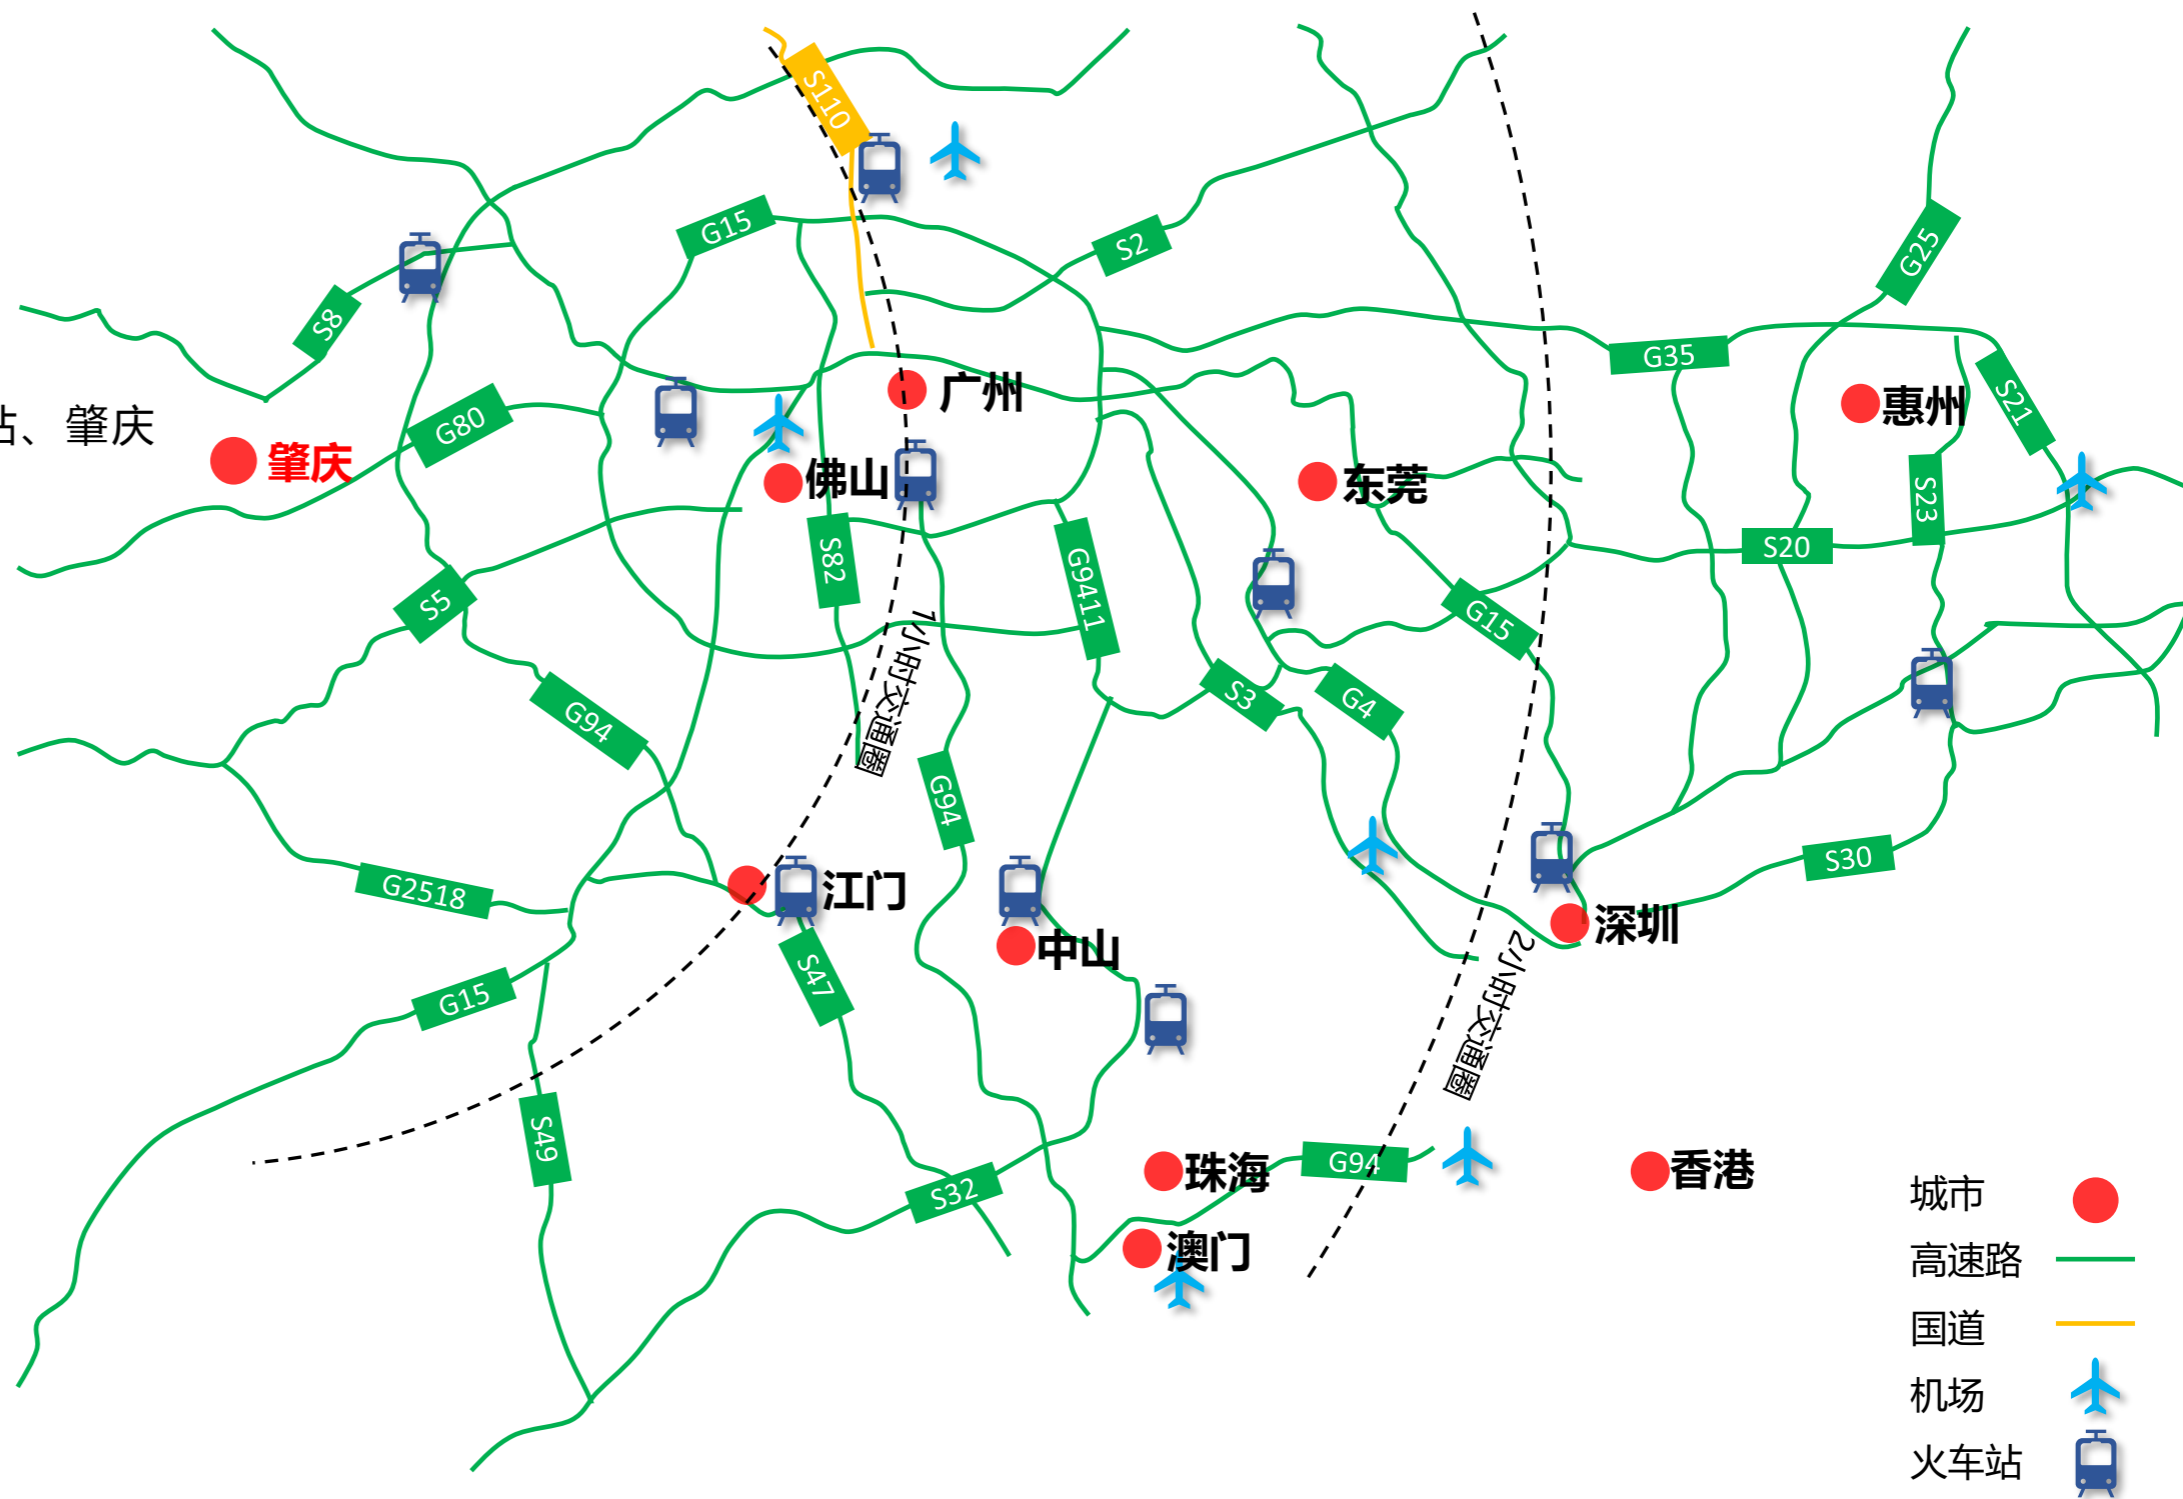 S110
G15
S2
G25
S8
G35
广州
惠州
S21
站、肇庆
G80
肇庆
佛山
东莞
S23
S82
S20
G9411
S5
G15
1小时交通圈
S3
G4
G94
G94
S30
G2518
江门
深圳
中山
S47
2小时交通圈
G15
S49
珠海
G94
香港
S32
澳门
城市
高速路
国道
机场
火车站